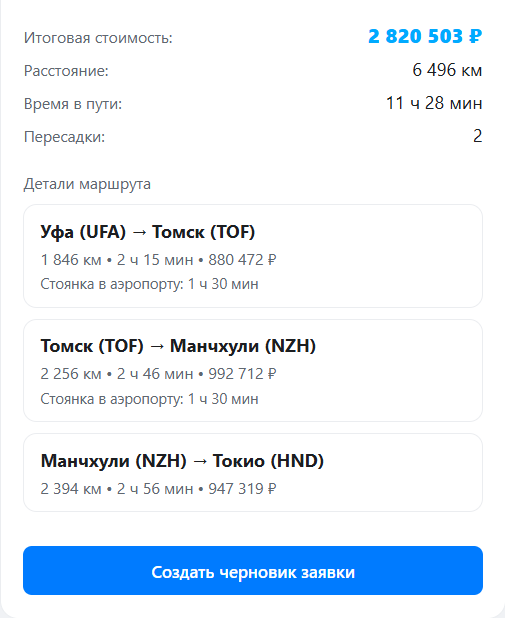 Итоговая стоимость: 2 820 503 ₽
Расстояние: 6 496 км
Время в пути: 11 ч 28 мин
Пересадки: 2
Детали маршрута
Уфа (UFA) → Томск (TOF)
1 846 км • 2 ч 15 мин • 880 472 ₽
Стоянка в аэропорту: 1 ч 30 мин
Томск (TOF) → Манчхули (NZH)
2 256 км • 2 ч 46 мин • 992 712 ₽
Стоянка в аэропорту: 1 ч 30 мин
Манчхули (NZH) → Токио (HND)
2 394 км • 2 ч 56 мин • 947 319 ₽
Создать черновик заявки